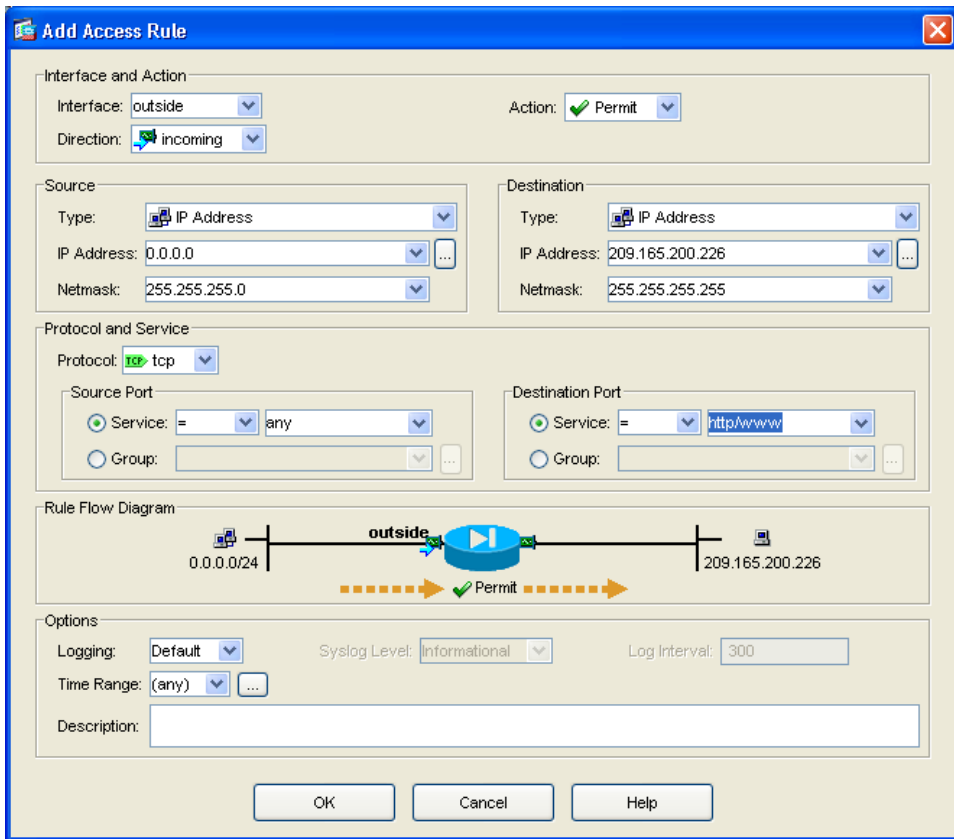 Add Access Rule
Interface and Action
Interface: outside
Action: Permit
Direction: incoming
Source
Type: IP Address
IP Address: 0.0.0.0 ...
Netmask: 255.255.255.0
Destination
Type: IP Address
IP Address: 209.165.200.226 ...
Netmask: 255.255.255.255
Protocol and Service
Protocol: TCP tcp
Source Port
Service: = any
Group: ...
Destination Port
Service: = http/www
Group: ...
Rule Flow Diagram
outside
0.0.0.0/24
209.165.200.226
Permit
Options
Logging: Default
Syslog Level: Informational
Log Interval: 300
Time Range: (any) ...
Description:
OK
Cancel
Help